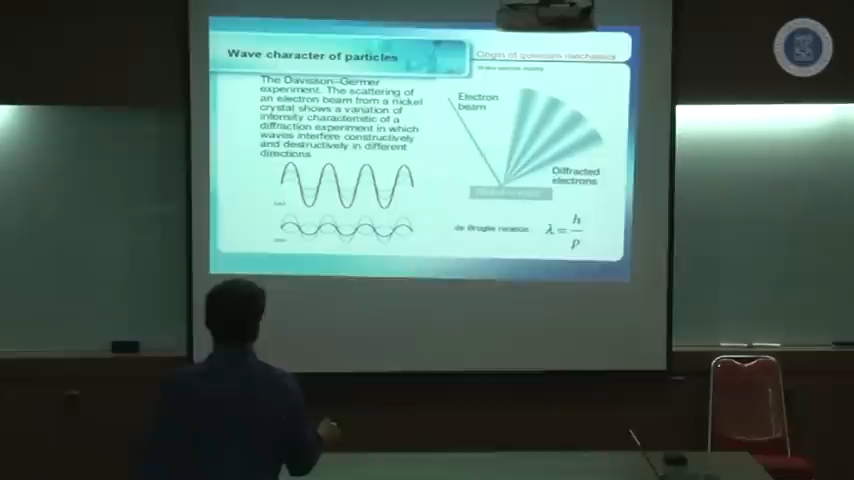 Wave character of particles
Origin of quantum mechanics
The Davisson–Germer
experiment. The scattering of
an electron beam from a nickel
crystal shows a variation of
intensity characteristic of a
diffraction experiment in which
waves interfere constructively
and destructively in different
directions
Electron
beam
Diffracted
electrons
de Broglie relation
λ = h/p